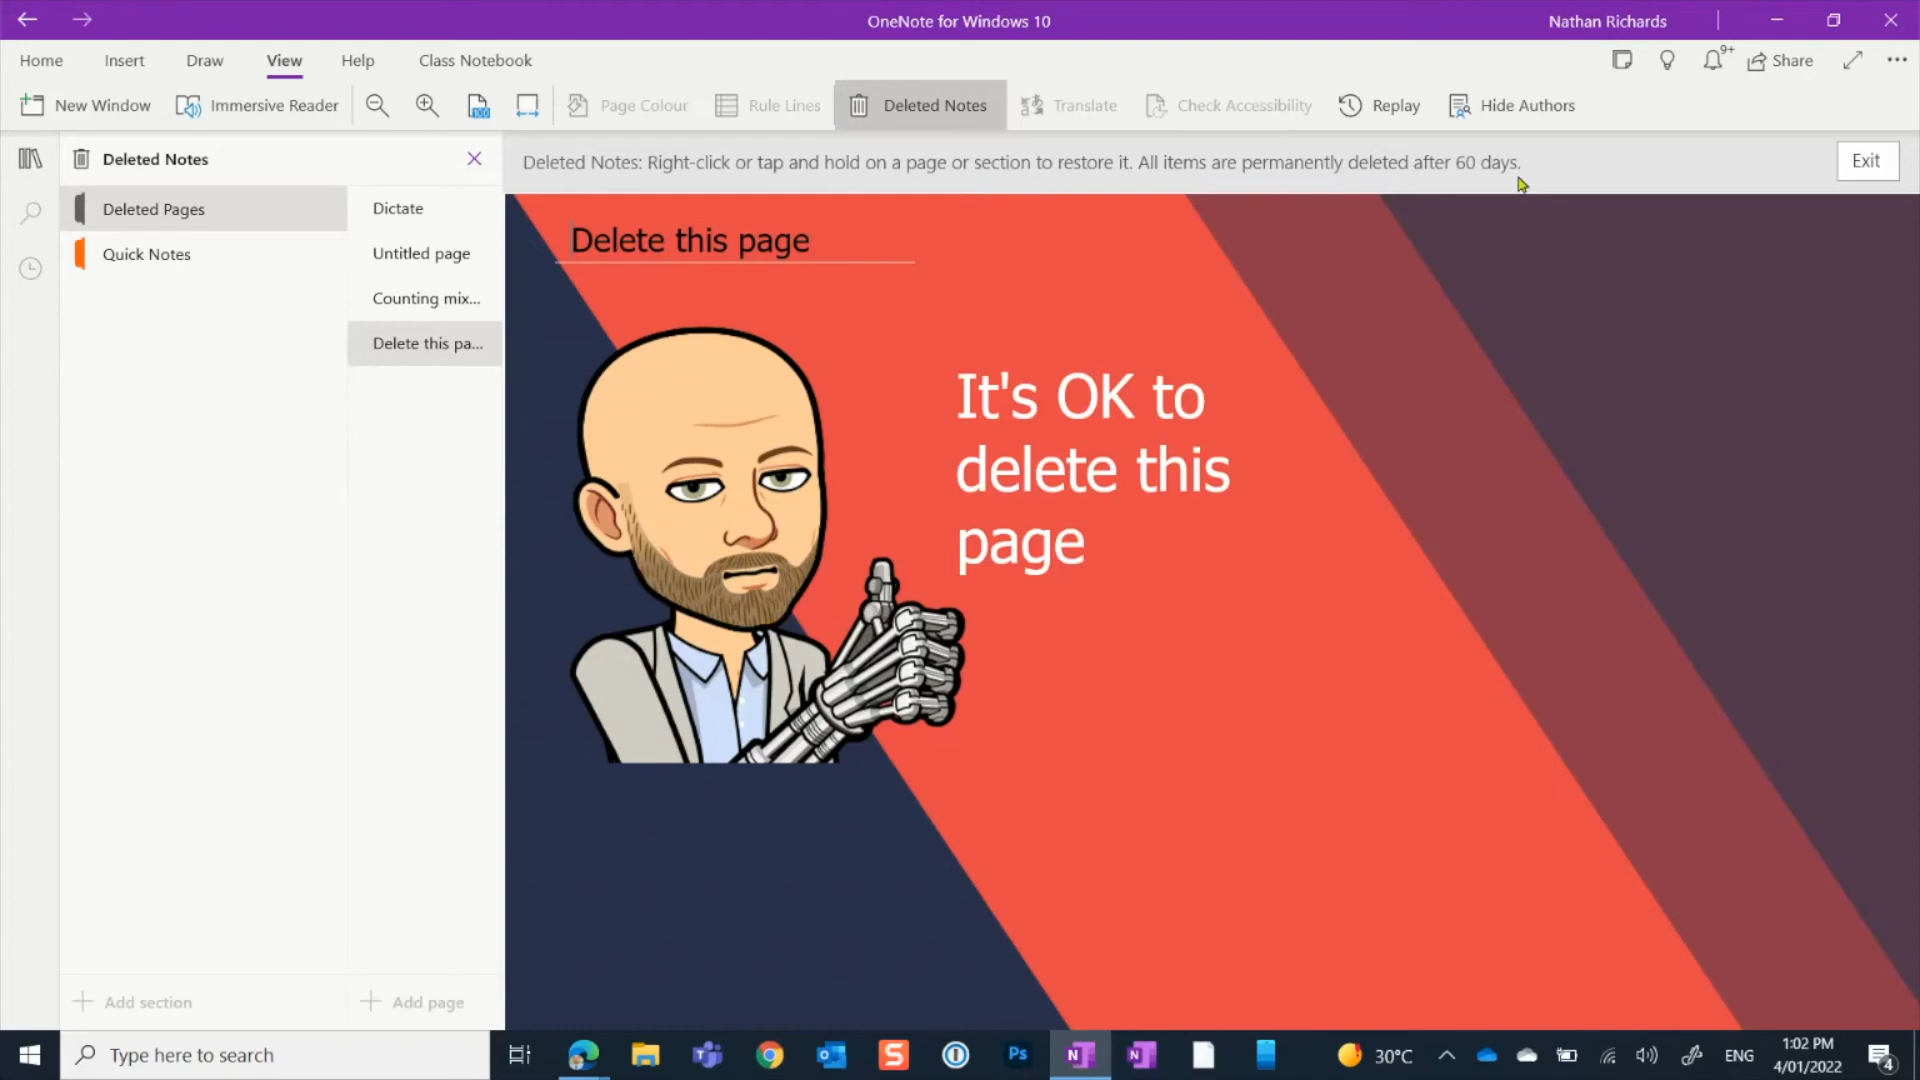 OneNote for Windows 10
Nathan Richards
Home Insert Draw View Help Class Notebook
9+
Share
New Window Immersive Reader 100 Page Colour Rule Lines Deleted Notes Translate Check Accessibility Replay Hide Authors
Deleted Notes
Deleted Notes: Right-click or tap and hold on a page or section to restore it. All items are permanently deleted after 60 days.
Exit
Deleted Pages
Quick Notes
Dictate
Untitled page
Counting mix...
Delete this pa...
Delete this page
It's OK to
delete this
page
Add section
Add page
Type here to search
S
Ps
N
N
30°C
ENG
1:02 PM
4/01/2022
4